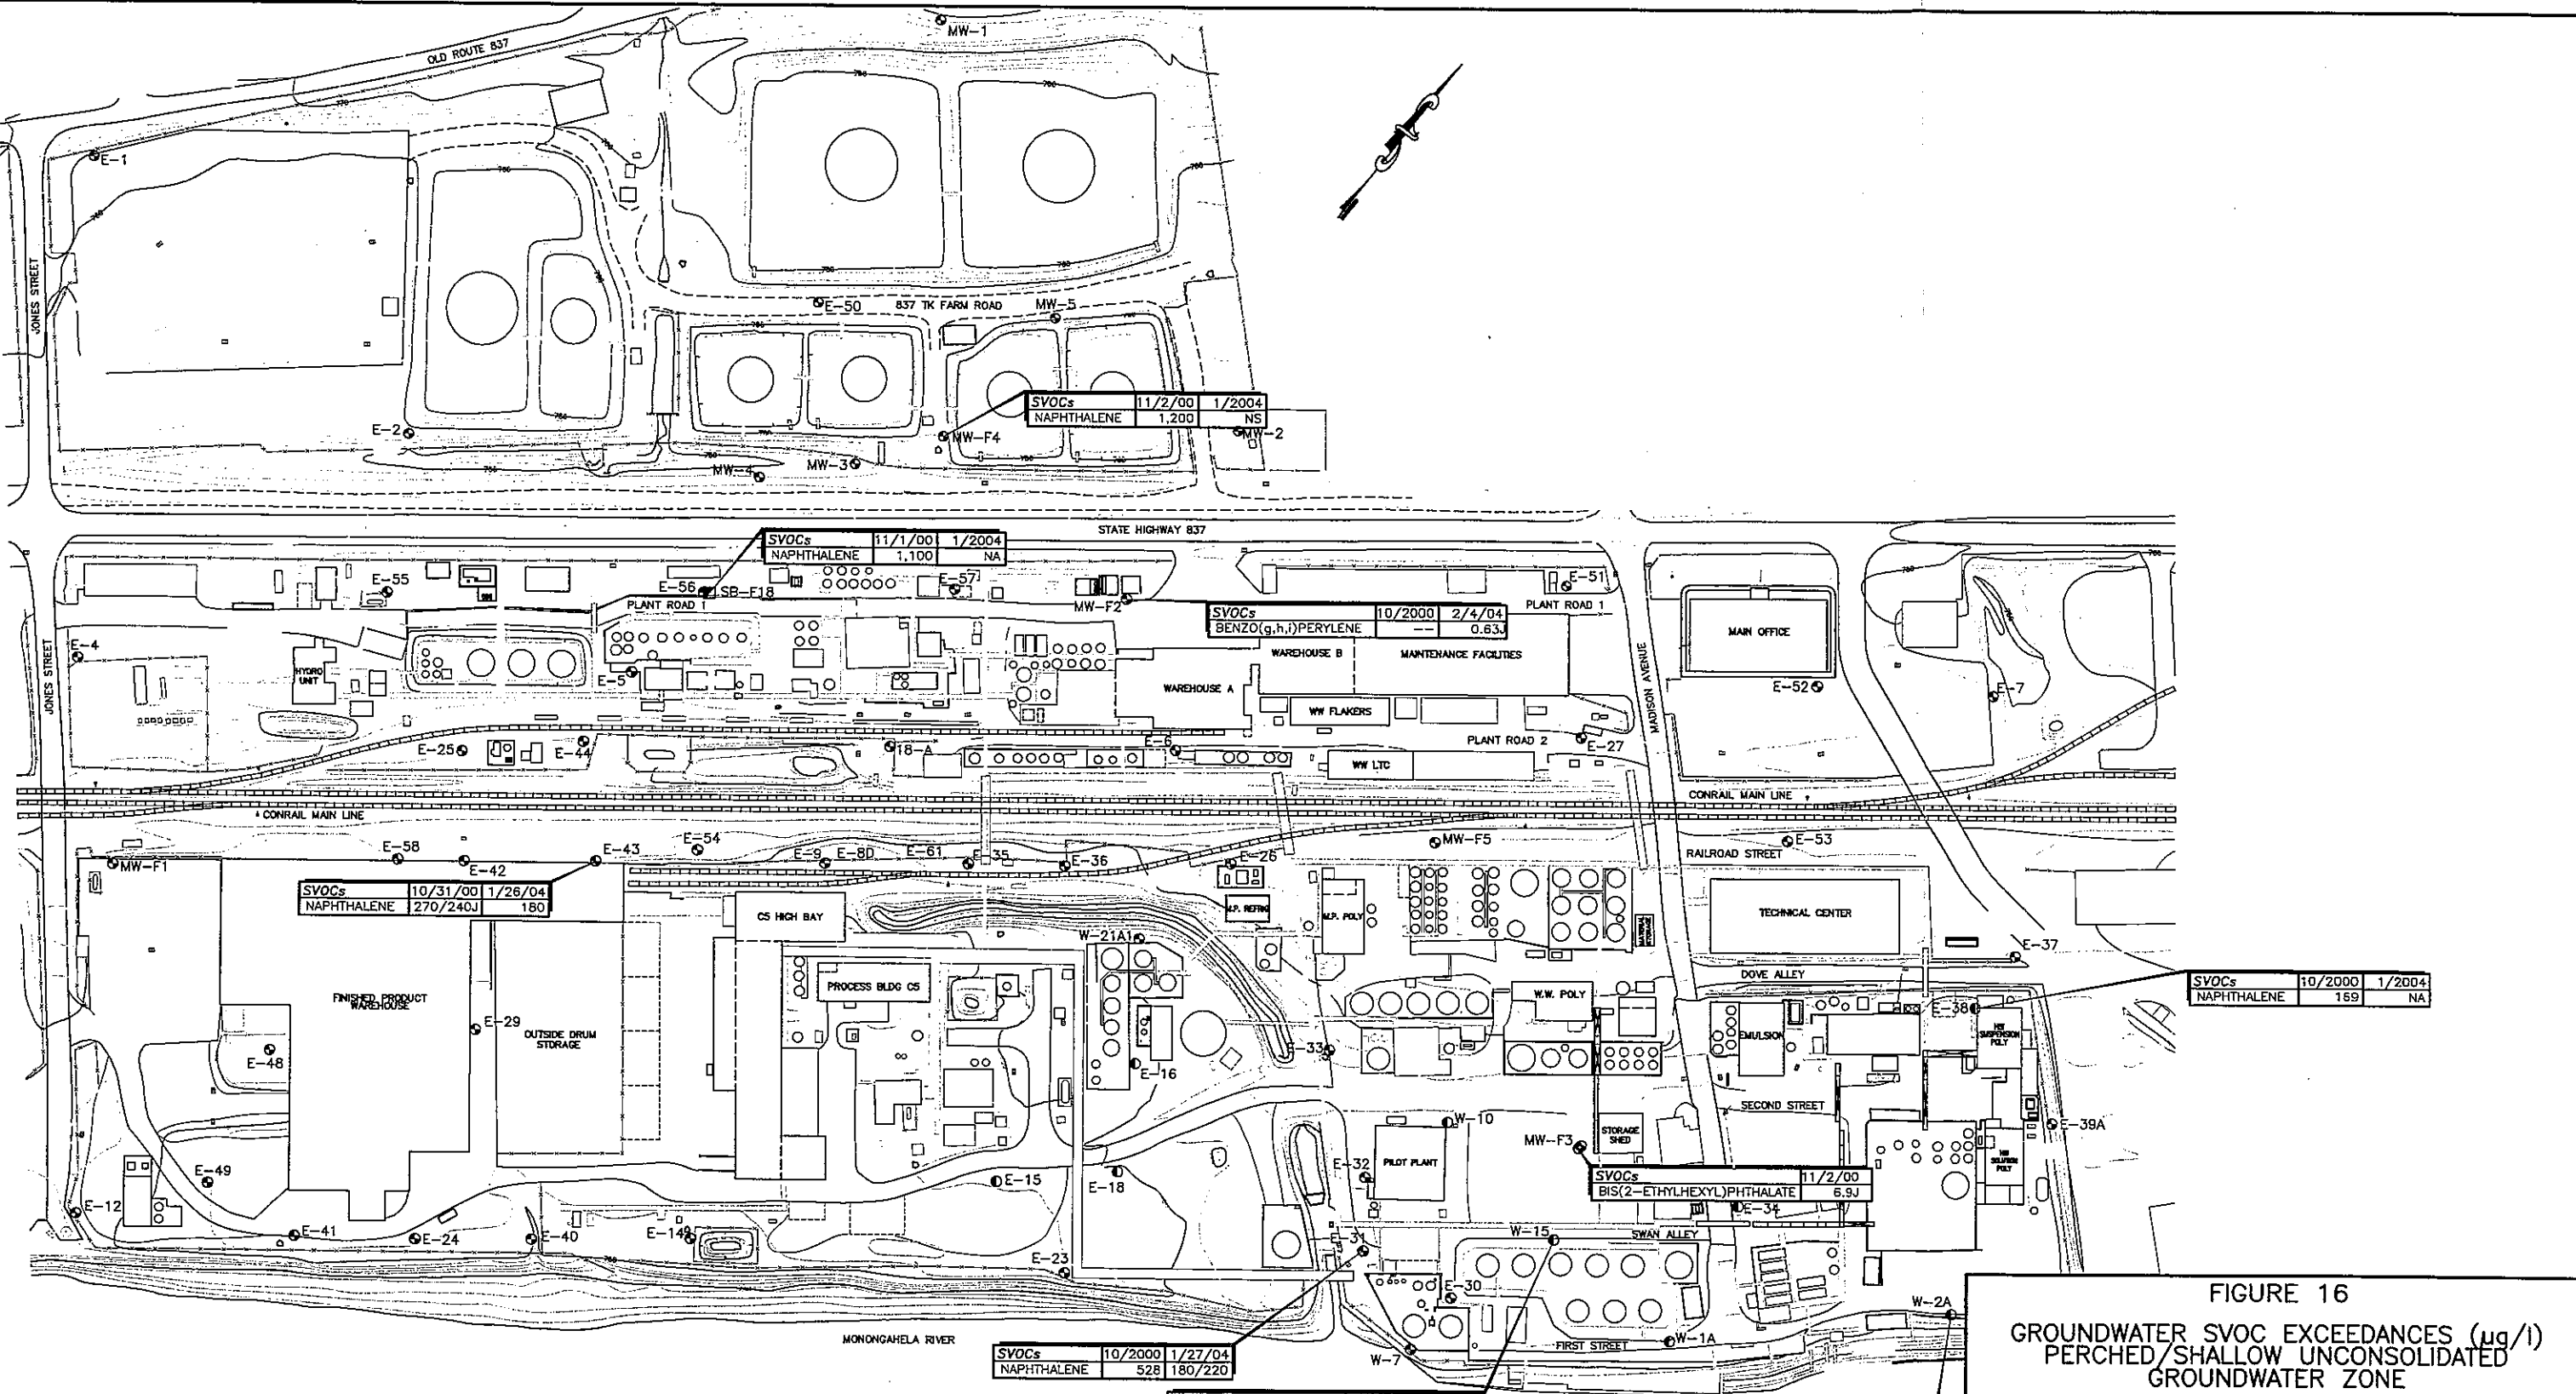 MW-1
OLD ROUTE 837
E-1
JONES STREET
E-50
837 TK FARM ROAD
MW-5
SVOCs 11/2/00 1/2004
NAPHTHALENE 1,200 NS
E-2
MW-F4
MW-2
MW-4
MW-3
STATE HIGHWAY 837
SVOCs 11/1/00 1/2004
NAPHTHALENE 1,100 NA
E-55
E-56
SB-F18
E-57
MW-F2
E-51
PLANT ROAD 1
PLANT ROAD 1
SVOCs 10/2000 2/4/04
BENZO(g,h,i)PERYLENE -- 0.63J
MAIN OFFICE
WAREHOUSE B
MAINTENANCE FACILITIES
E-4
HYDRO
UNIT
E-5
WAREHOUSE A
MADISON AVENUE
E-52
E-7
JONES STREET
WW FLAKERS
E-25
E-44
18-A
E-6
PLANT ROAD 2
E-27
WW LTC
CONRAIL MAIN LINE
CONRAIL MAIN LINE
MW-F1
E-58
E-42
E-43
E-54
E-9
E-8D
E-61
E-35
E-36
E-26
MW-F5
E-53
RAILROAD STREET
SVOCs 10/31/00 1/26/04
NAPHTHALENE 270/240J 180
C5 HIGH BAY
M.P. POLY
MATERIAL
STORAGE
TECHNICAL CENTER
W-21A1
E-37
DOVE ALLEY
SVOCs 10/2000 1/2004
NAPHTHALENE 159 NA
FINISHED PRODUCT
WAREHOUSE
PROCESS BLDG C5
W.W. POLY
E-29
OUTSIDE DRUM
STORAGE
EMULSION
E-38
SUSPENSION
POLY
E-48
E-33
E-16
SECOND STREET
W-10
MW-F3
STORAGE
SHED
E-39A
SOLUTION
POLY
E-49
E-15
E-18
E-32
PILOT PLANT
SVOCs 11/2/00
BIS(2-ETHYLHEXYL)PHTHALATE 6.9J
E-12
E-34
E-41
E-24
E-40
E-14
E-31
W-15
SWAN ALLEY
E-23
E-30
W-2A
MONONGAHELA RIVER
W-7
W-1A
FIRST STREET
SVOCs 10/2000 1/27/04
NAPHTHALENE 528 180/220
FIGURE 16
GROUNDWATER SVOC EXCEEDANCES (µg/l)
PERCHED/SHALLOW UNCONSOLIDATED
GROUNDWATER ZONE